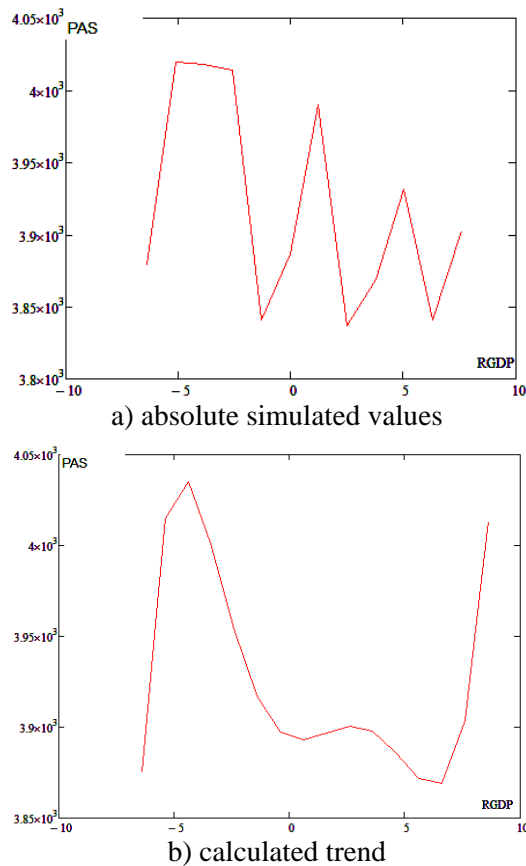 4.05×10³
PAS
4×10³
3.95×10³
3.9×10³
3.85×10³
3.8×10³
RGDP
−10 −5 0 5 10
a) absolute simulated values
4.05×10³
PAS
4×10³
3.95×10³
3.9×10³
3.85×10³
RGDP
−10 −5 0 5 10
b) calculated trend